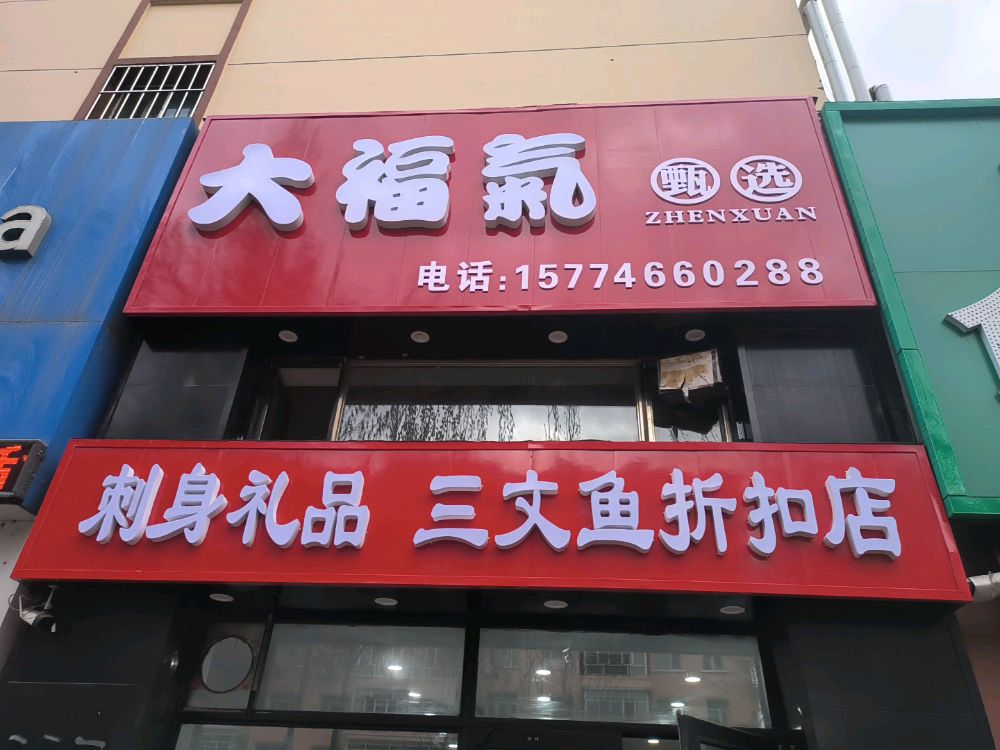 大福氣 甄选
ZHENXUAN
电话:15774660288
刺身礼品 三文鱼折扣店
a